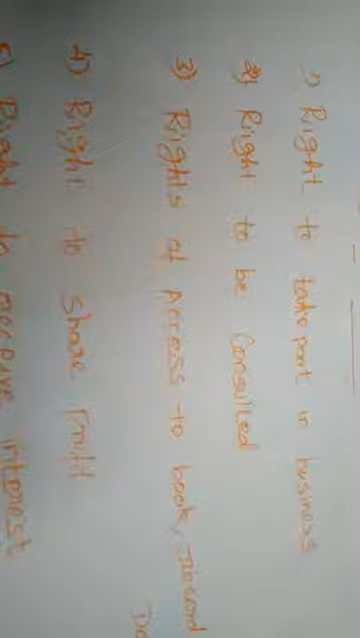 1) Right to take part in business
2) Right to be Consulted
3) Rights of Access to book,
4) Right to share Profit
5) Right to receive interest